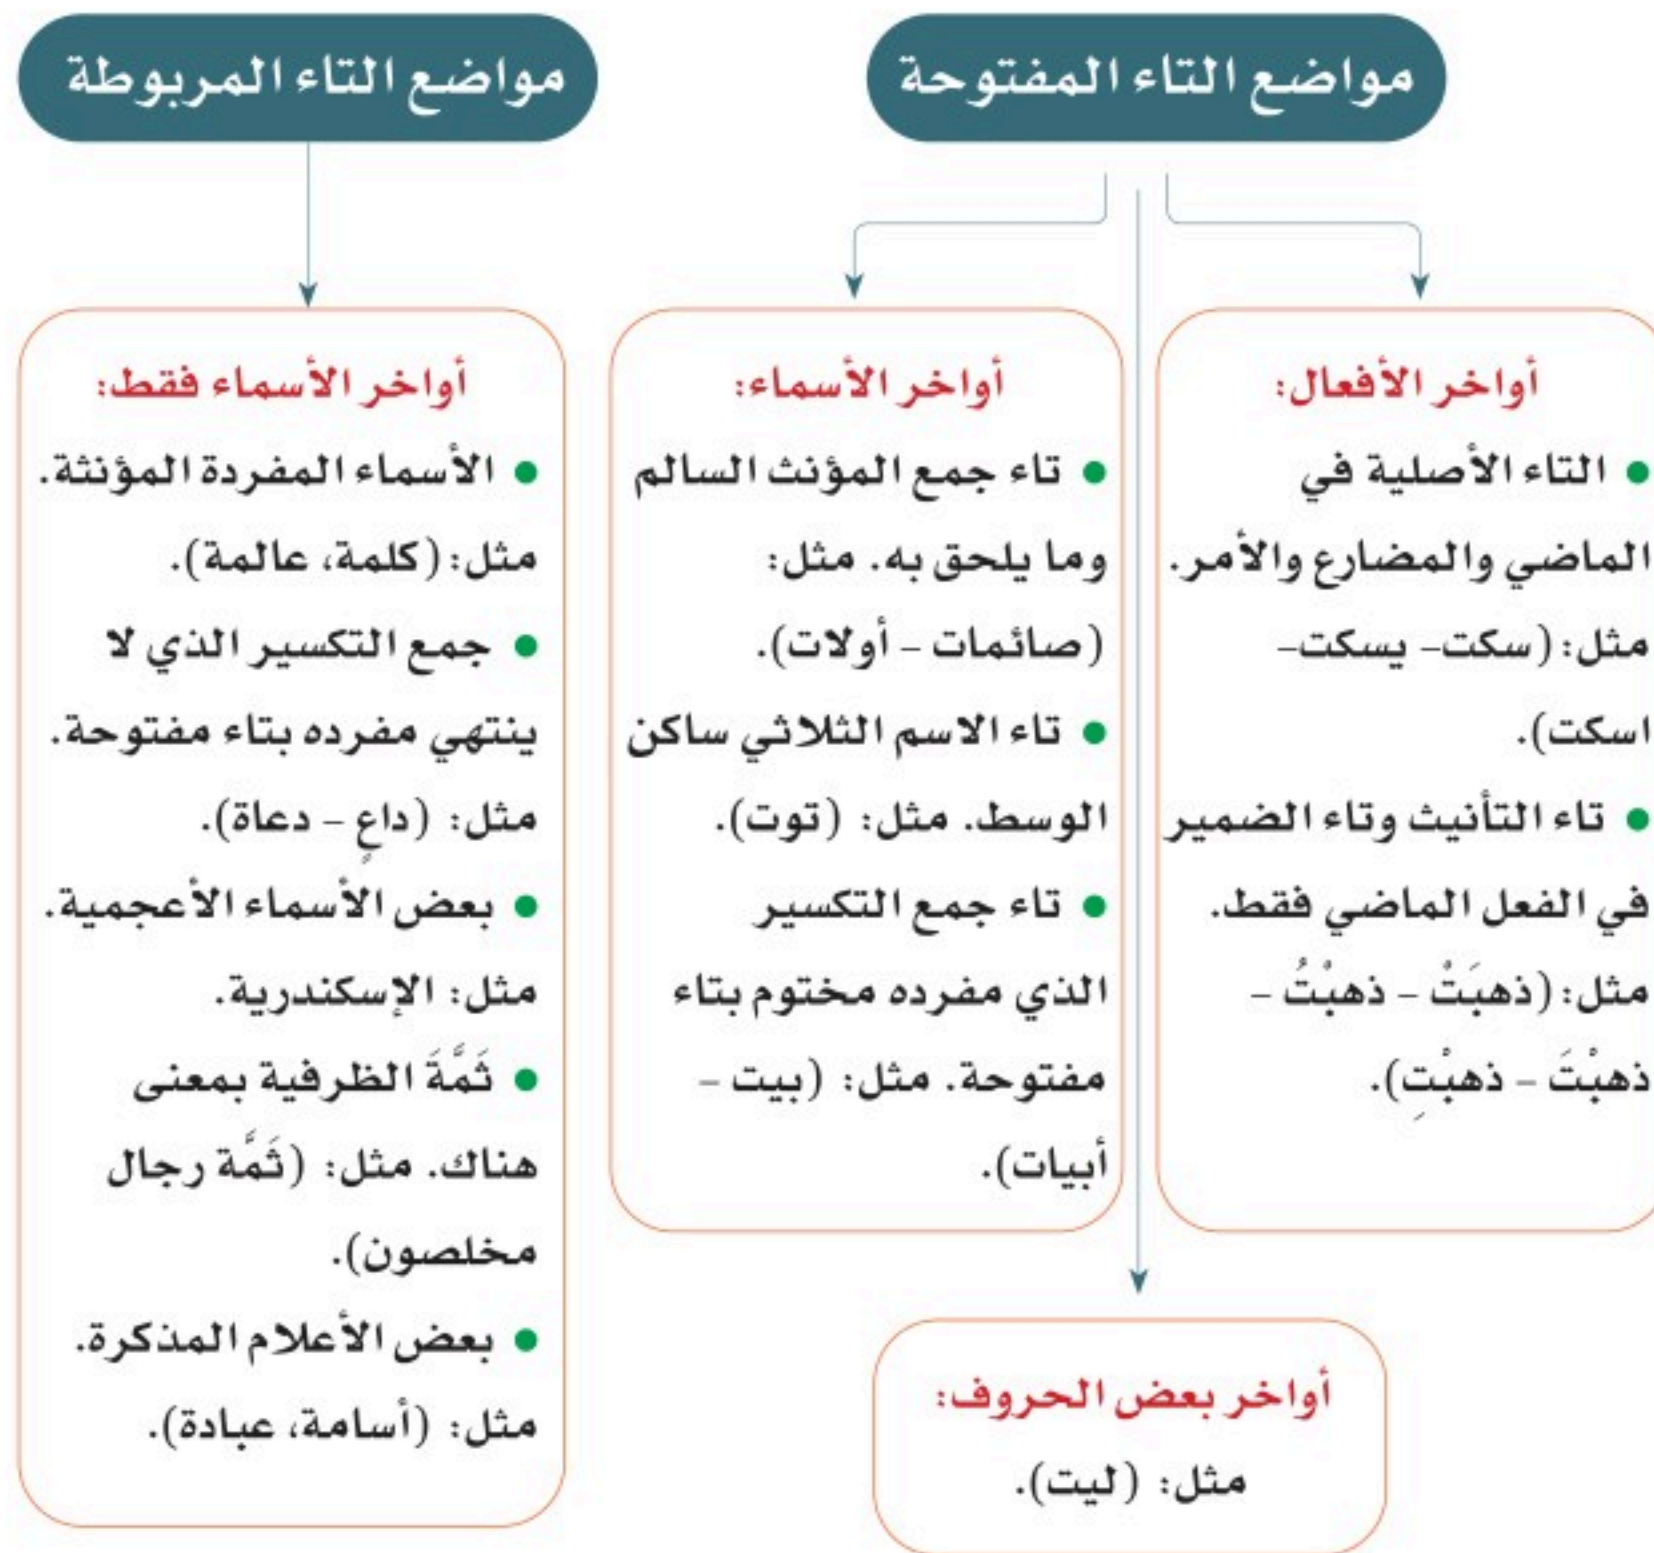 مواضع التاء المفتوحة
أواخر الأفعال:
● التاء الأصلية في
الماضي والمضارع والأمر.
مثل: (سكت- يسكت-
اسكت).
● تاء التأنيث وتاء الضمير
في الفعل الماضي فقط.
مثل: (ذهبَتْ - ذهبْتُ -
ذهبْتَ - ذهبْتِ).
أواخر الأسماء:
● تاء جمع المؤنث السالم
وما يلحق به. مثل:
(صائمات - أولات).
● تاء الاسم الثلاثي ساكن
الوسط. مثل: (توت).
● تاء جمع التكسير
الذي مفرده مختوم بتاء
مفتوحة. مثل: (بيت -
أبيات).
أواخر بعض الحروف:
مثل: (ليت).
مواضع التاء المربوطة
أواخر الأسماء فقط:
● الأسماء المفردة المؤنثة.
مثل: (كلمة، عالمة).
● جمع التكسير الذي لا
ينتهي مفرده بتاء مفتوحة.
مثل: (داعٍ - دعاة).
● بعض الأسماء الأعجمية.
مثل: الإسكندرية.
● ثَمَّةَ الظرفية بمعنى
هناك. مثل: (ثَمَّة رجال
مخلصون).
● بعض الأعلام المذكرة.
مثل: (أسامة، عبادة).